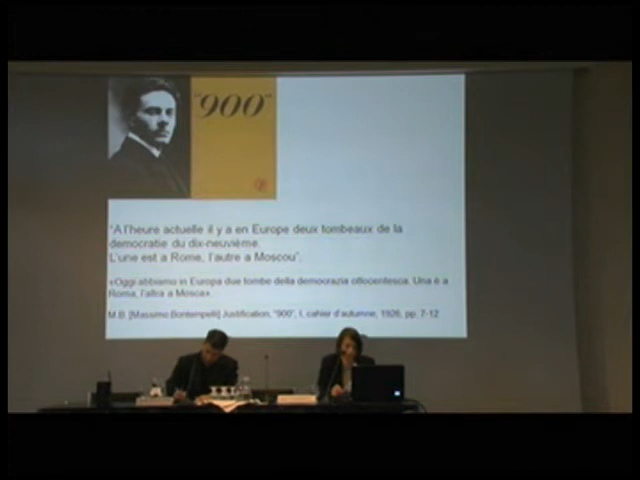 "900"
"A l'heure actuelle il y a en Europe deux tombeaux de la
democratie du dix-neuvième.
L'une est a Rome, l'autre a Moscou".
«Oggi abbiamo in Europa due tombe della democrazia ottocentesca. Una è a
Roma, l'altra a Mosca».
M.B. [Massimo Bontempelli] Justification, "900", I, cahier d'automne, 1926, pp. 7-12